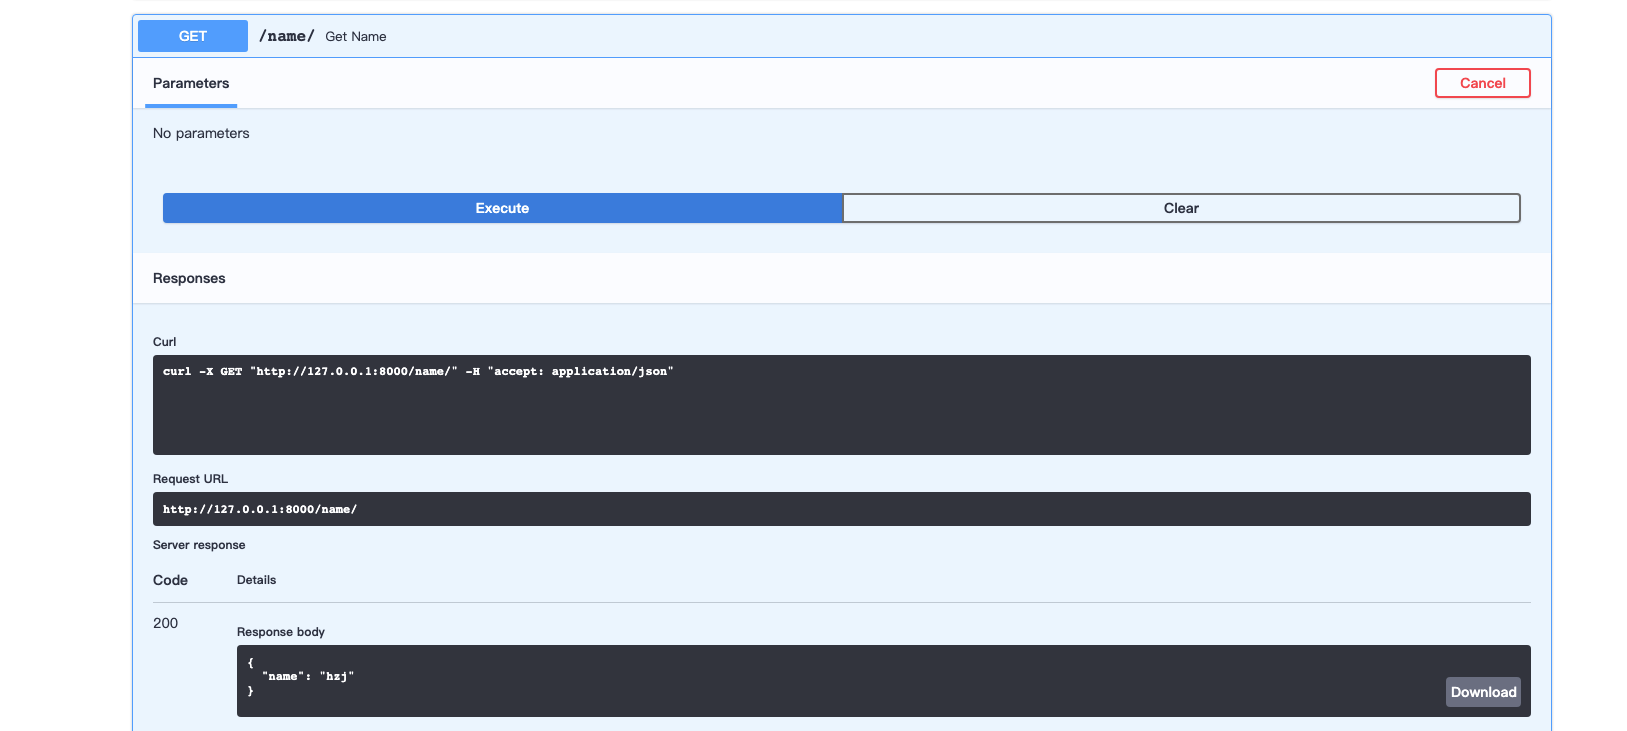 GET /name/ Get Name
Parameters Cancel
No parameters
Execute Clear
Responses
Curl
curl -X GET "http://127.0.0.1:8000/name/" -H "accept: application/json"
Request URL
http://127.0.0.1:8000/name/
Server response
Code Details
200
Response body
{
  "name": "hzj"
}
Download